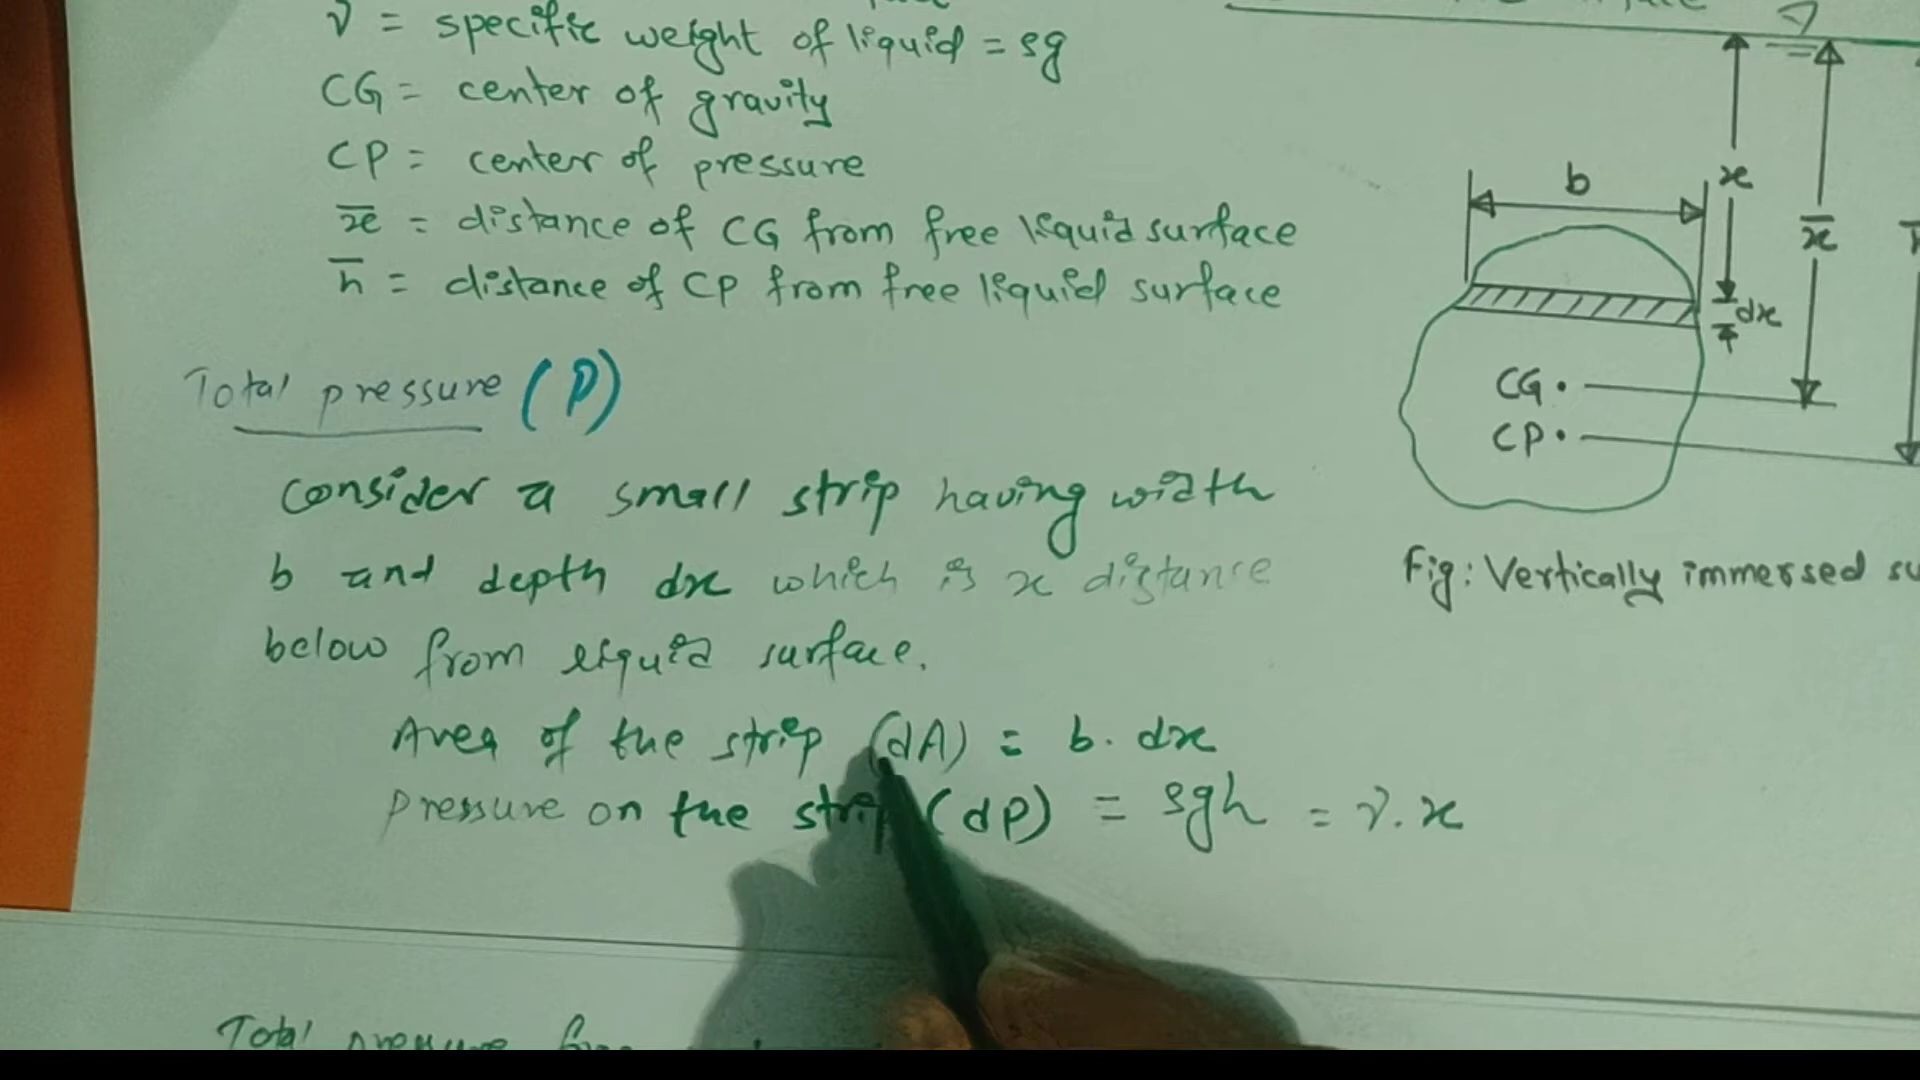 γ = specific weight of liquid = ρg
CG = center of gravity
CP = center of pressure
x̅ = distance of CG from free liquid surface
h̅ = distance of CP from free liquid surface
Total pressure (P)
Consider a small strip having width
b and depth dx which is x distance
below from liquid surface.
Area of the strip (dA) = b. dx
pressure on the strip (dp) = ρgh = γ.x
Total pressure
b
x
x̅
dx
CG.
CP.
Fig: Vertically immersed